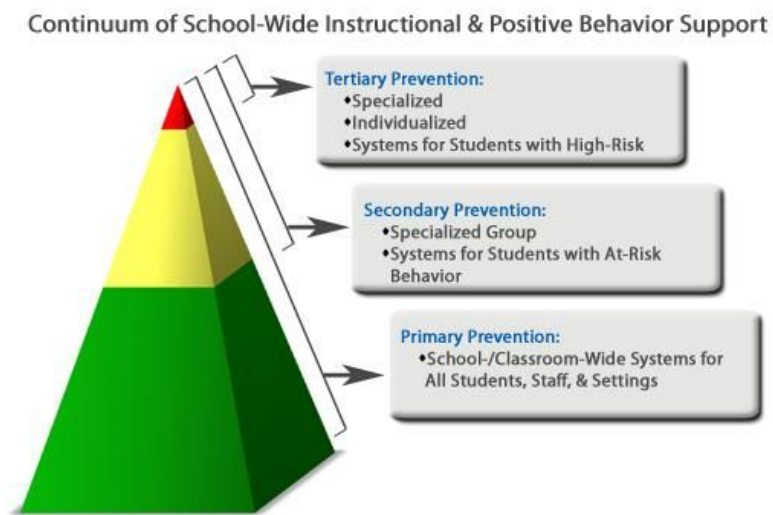 Continuum of School-Wide Instructional & Positive Behavior Support
Tertiary Prevention:
♦Specialized
♦Individualized
♦Systems for Students with High-Risk
Secondary Prevention:
♦Specialized Group
♦Systems for Students with At-Risk
Behavior
Primary Prevention:
♦School-/Classroom-Wide Systems for
All Students, Staff, & Settings